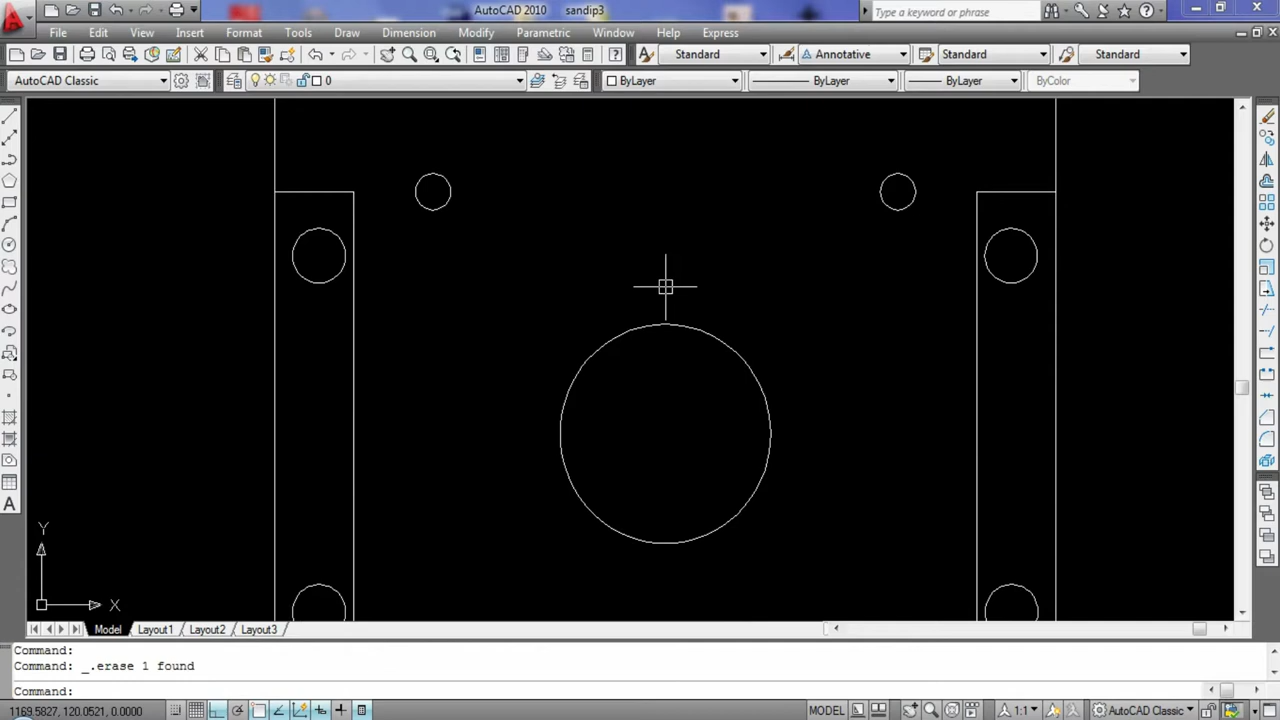 AutoCAD 2010 sandip3
Type a keyword or phrase
File Edit View Insert Format Tools Draw Dimension Modify Parametric Window Help Express
Standard Annotative Standard Standard
AutoCAD Classic 0 ByLayer ByLayer ByLayer ByColor
A
Y
X
Model Layout1 Layout2 Layout3
Command:
Command: _.erase 1 found
Command:
1169.5827, 120.0521, 0.0000 MODEL 1:1 AutoCAD Classic